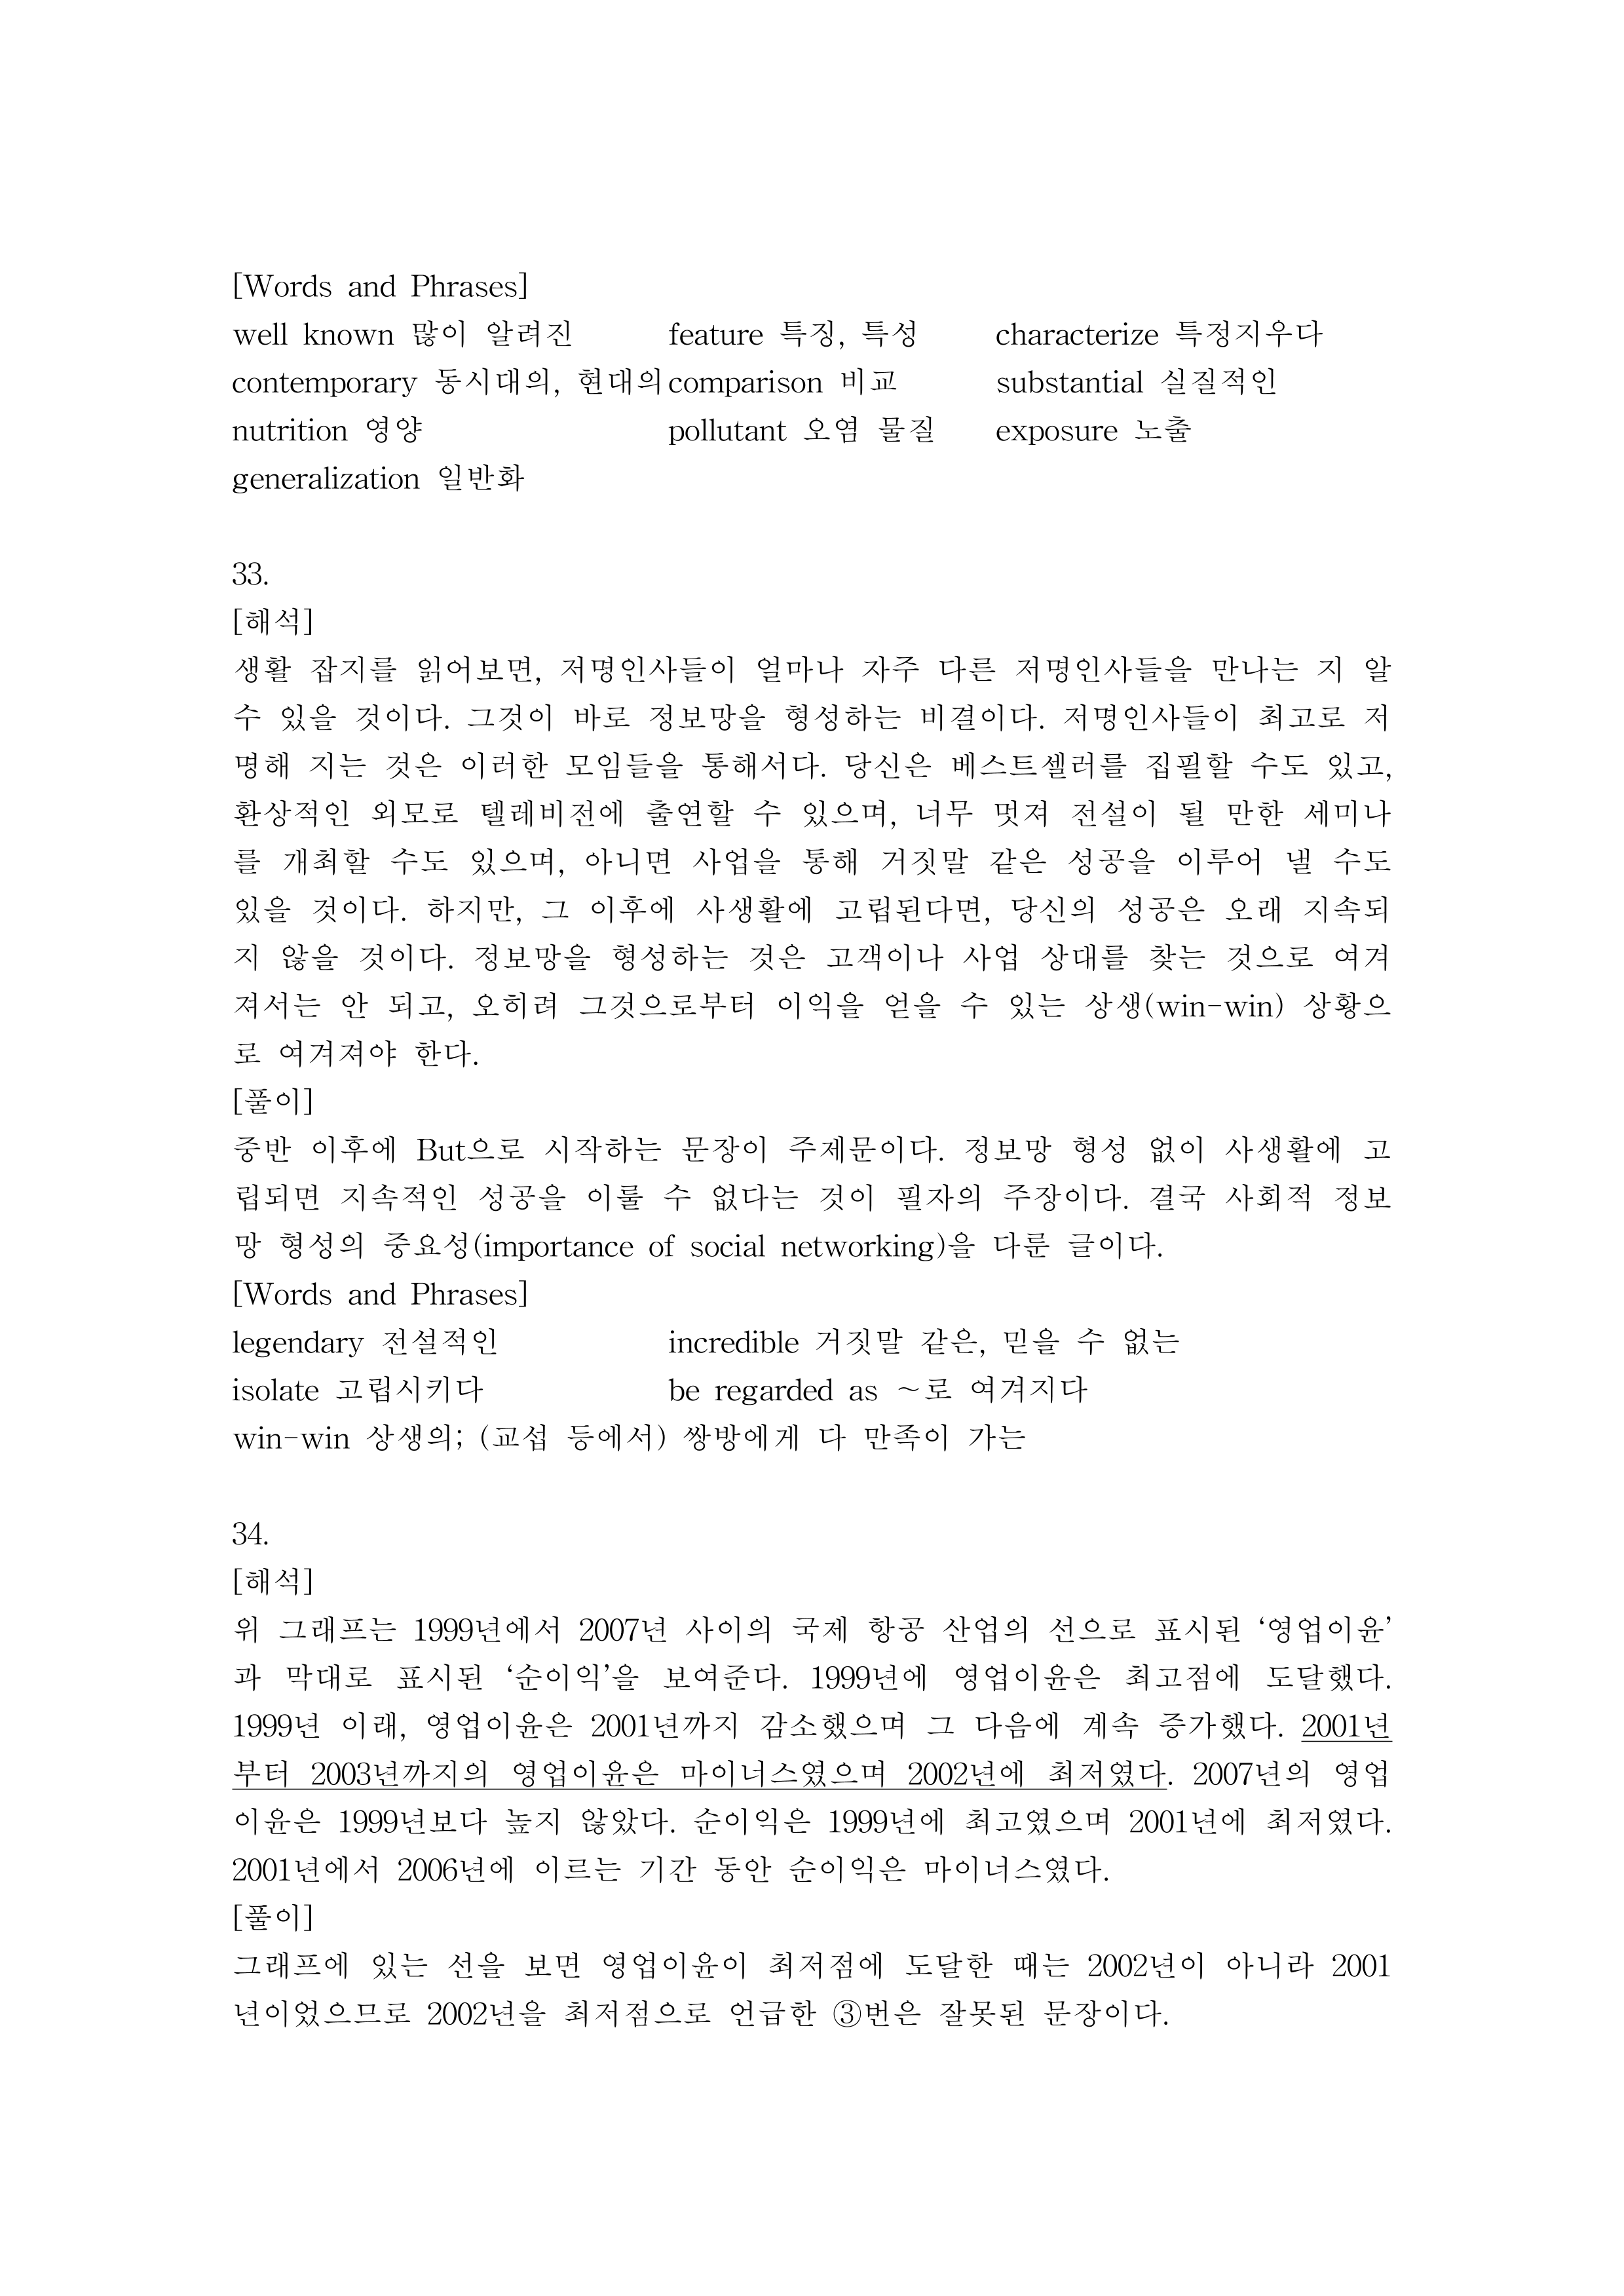 [Words and Phrases]
well known 많이 알려진 feature 특징, 특성 characterize 특정지우다
contemporary 동시대의, 현대의 comparison 비교 substantial 실질적인
nutrition 영양 pollutant 오염 물질 exposure 노출
generalization 일반화
33.
[해석]
생활 잡지를 읽어보면, 저명인사들이 얼마나 자주 다른 저명인사들을 만나는 지 알
수 있을 것이다. 그것이 바로 정보망을 형성하는 비결이다. 저명인사들이 최고로 저
명해 지는 것은 이러한 모임들을 통해서다. 당신은 베스트셀러를 집필할 수도 있고,
환상적인 외모로 텔레비전에 출연할 수 있으며, 너무 멋져 전설이 될 만한 세미나
를 개최할 수도 있으며, 아니면 사업을 통해 거짓말 같은 성공을 이루어 낼 수도
있을 것이다. 하지만, 그 이후에 사생활에 고립된다면, 당신의 성공은 오래 지속되
지 않을 것이다. 정보망을 형성하는 것은 고객이나 사업 상대를 찾는 것으로 여겨
져서는 안 되고, 오히려 그것으로부터 이익을 얻을 수 있는 상생(win-win) 상황으
로 여겨져야 한다.
[풀이]
중반 이후에 But으로 시작하는 문장이 주제문이다. 정보망 형성 없이 사생활에 고
립되면 지속적인 성공을 이룰 수 없다는 것이 필자의 주장이다. 결국 사회적 정보
망 형성의 중요성(importance of social networking)을 다룬 글이다.
[Words and Phrases]
legendary 전설적인 incredible 거짓말 같은, 믿을 수 없는
isolate 고립시키다 be regarded as ~로 여겨지다
win-win 상생의; (교섭 등에서) 쌍방에게 다 만족이 가는
34.
[해석]
위 그래프는 1999년에서 2007년 사이의 국제 항공 산업의 선으로 표시된 ‘영업이윤’
과 막대로 표시된 ‘순이익’을 보여준다. 1999년에 영업이윤은 최고점에 도달했다.
1999년 이래, 영업이윤은 2001년까지 감소했으며 그 다음에 계속 증가했다. 2001년
부터 2003년까지의 영업이윤은 마이너스였으며 2002년에 최저였다. 2007년의 영업
이윤은 1999년보다 높지 않았다. 순이익은 1999년에 최고였으며 2001년에 최저였다.
2001년에서 2006년에 이르는 기간 동안 순이익은 마이너스였다.
[풀이]
그래프에 있는 선을 보면 영업이윤이 최저점에 도달한 때는 2002년이 아니라 2001
년이었으므로 2002년을 최저점으로 언급한 ③번은 잘못된 문장이다.